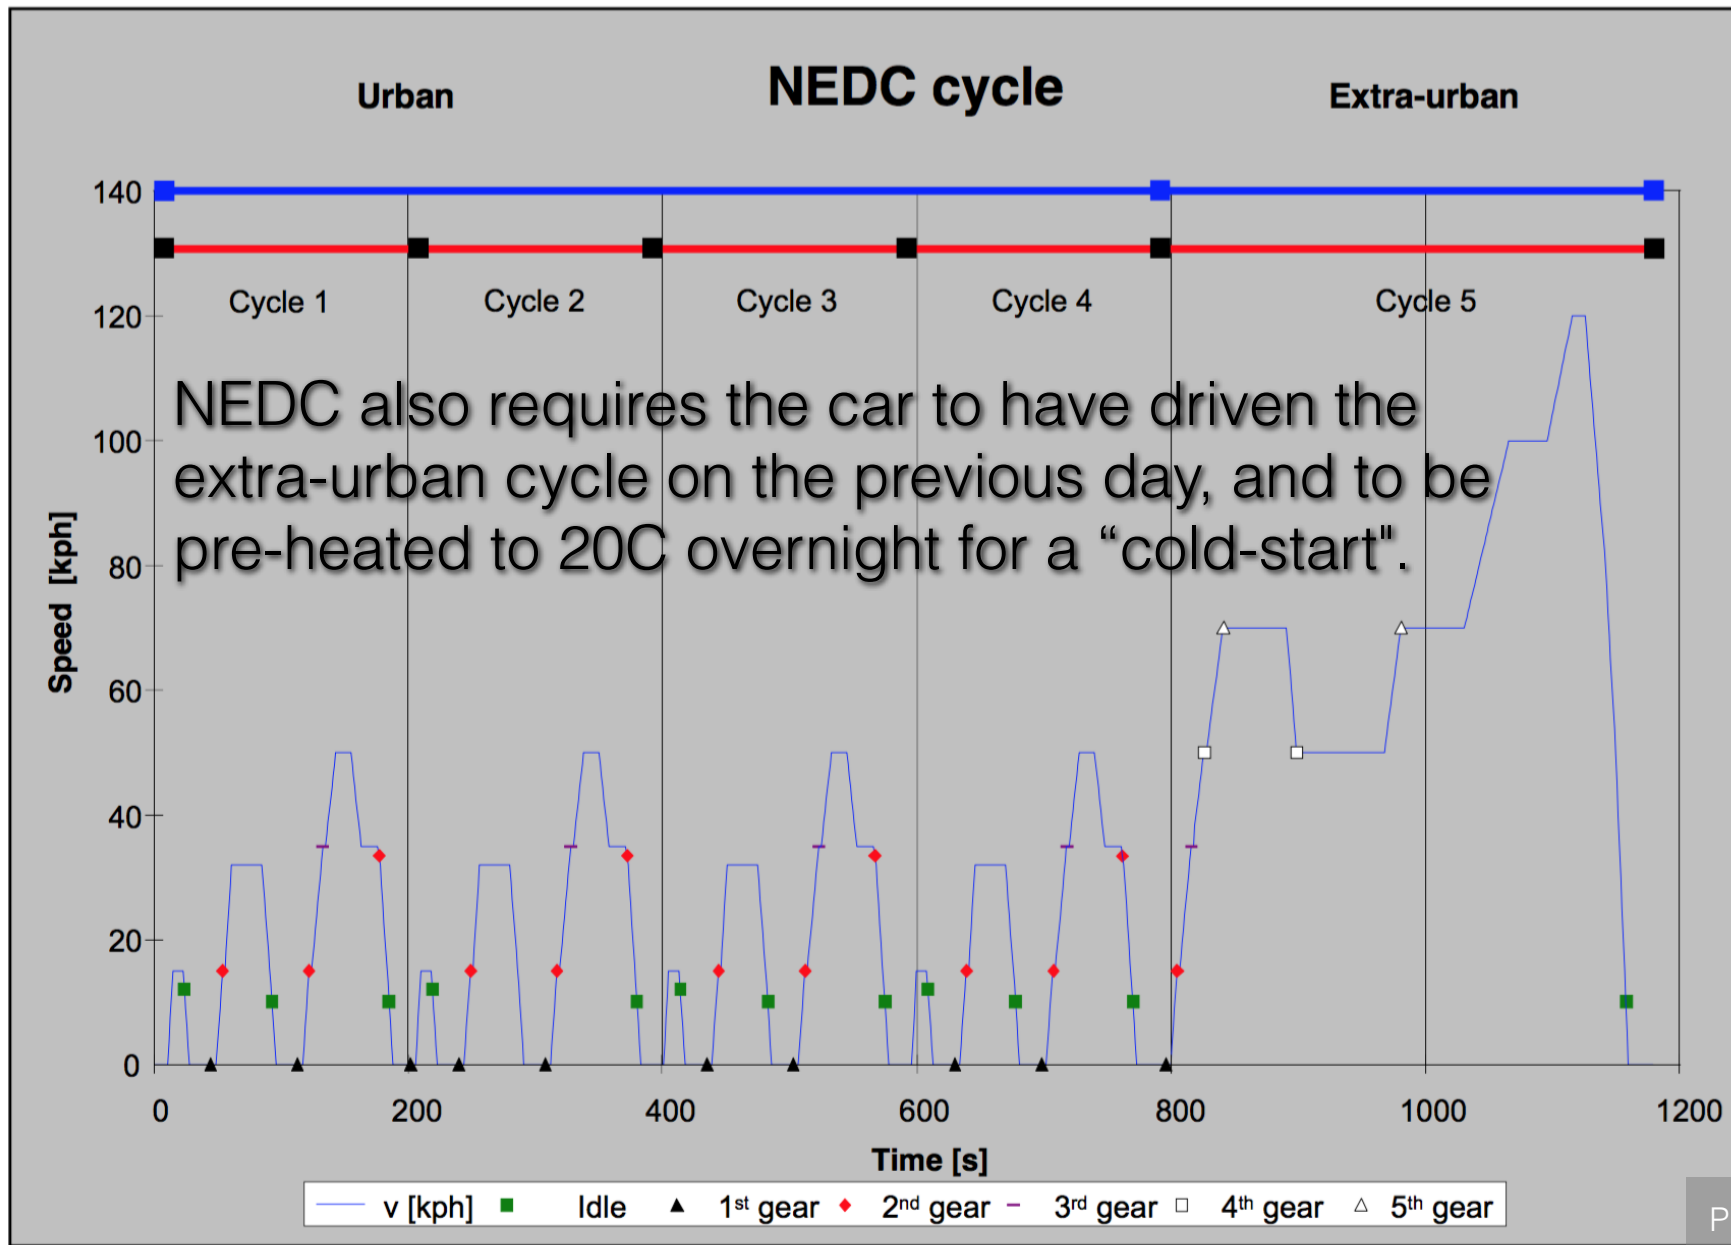 Urban NEDC cycle Extra-urban
140
Cycle 1 Cycle 2 Cycle 3 Cycle 4 Cycle 5
120
NEDC also requires the car to have driven the
100
extra-urban cycle on the previous day, and to be
pre-heated to 20C overnight for a “cold-start".
80
60
40
20
0
Speed [kph]
0 200 400 600 800 1000 1200
Time [s]
v [kph] Idle 1st gear 2nd gear 3rd gear 4th gear 5th gear
P